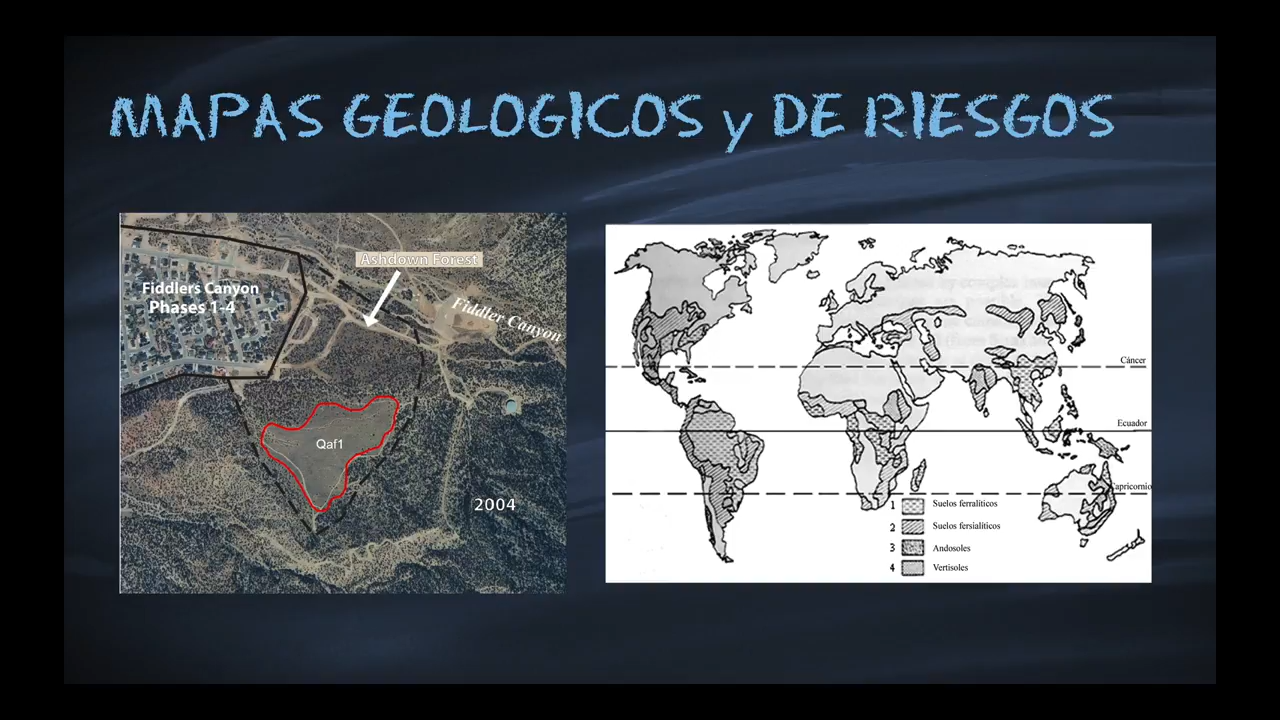 MAPAS GEOLOGICOS y DE RIESGOS
Ashdown Forest
Fiddlers Canyon
Phases 1-4
Fiddler Canyon
Qaf1
2004
Cáncer
Ecuador
Capricornio
1 Suelos ferralíticos
2 Suelos fersialíticos
3 Andosoles
4 Vertisoles